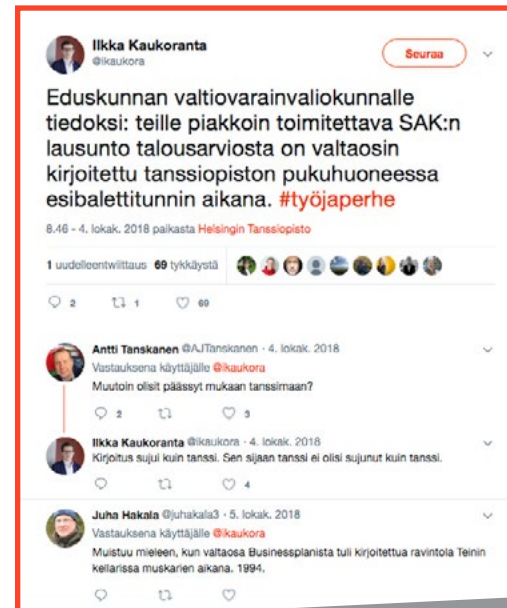 Ilkka Kaukoranta
@ikaukora
Seuraa
Eduskunnan valtiovarainvaliokunnalle
tiedoksi: teille piakkoin toimitettava SAK:n
lausunto talousarviosta on valtaosin
kirjoitettu tanssiopiston pukuhuoneessa
esibalettitunnin aikana. #työjaperhe
8.46 - 4. lokak. 2018 paikasta Helsingin Tanssiopisto
1 uudelleentwiittaus 69 tykkäystä
2 1 69
Antti Tanskanen @AJTanskanen · 4. lokak. 2018
Vastauksena käyttäjälle @ikaukora
Muutoin olisit päässyt mukaan tanssimaan?
2 3
Ilkka Kaukoranta @ikaukora · 4. lokak. 2018
Kirjoitus sujui kuin tanssi. Sen sijaan tanssi ei olisi sujunut kuin tanssi.
4
Juha Hakala @juhakala3 · 5. lokak. 2018
Vastauksena käyttäjälle @ikaukora
Muistuu mieleen, kun valtaosa Businessplanista tuli kirjoitettua ravintola Teinin
kellarissa muskarien aikana. 1994.